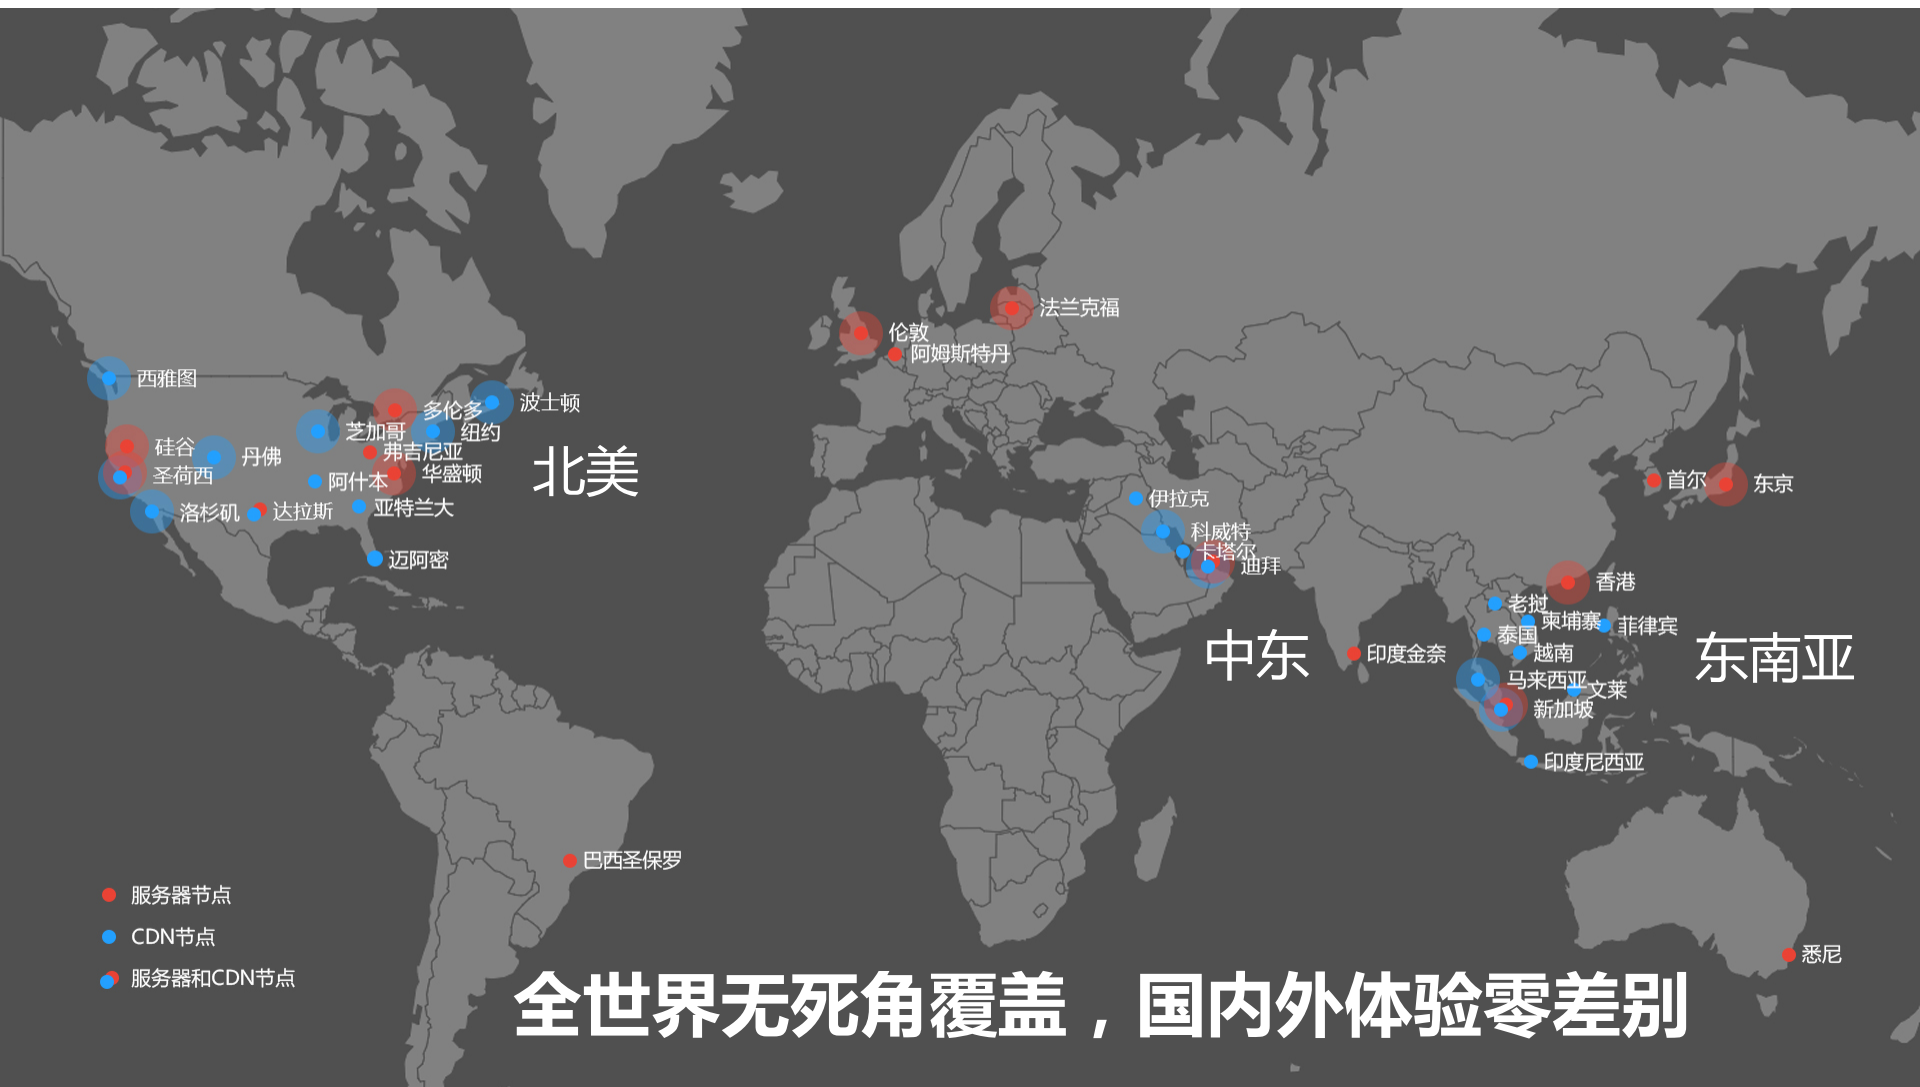 法兰克福
伦敦
阿姆斯特丹
西雅图
波士顿
多伦多
芝加哥
纽约
硅谷
丹佛
弗吉尼亚
圣荷西
华盛顿
阿什本
洛杉矶
达拉斯
亚特兰大
迈阿密
北美
伊拉克
科威特
卡塔尔
迪拜
中东
首尔
东京
香港
老挝
柬埔寨
菲律宾
泰国
越南
印度金奈
马来西亚
文莱
新加坡
印度尼西亚
东南亚
巴西圣保罗
悉尼
服务器节点
CDN节点
服务器和CDN节点
全世界无死角覆盖，国内外体验零差别